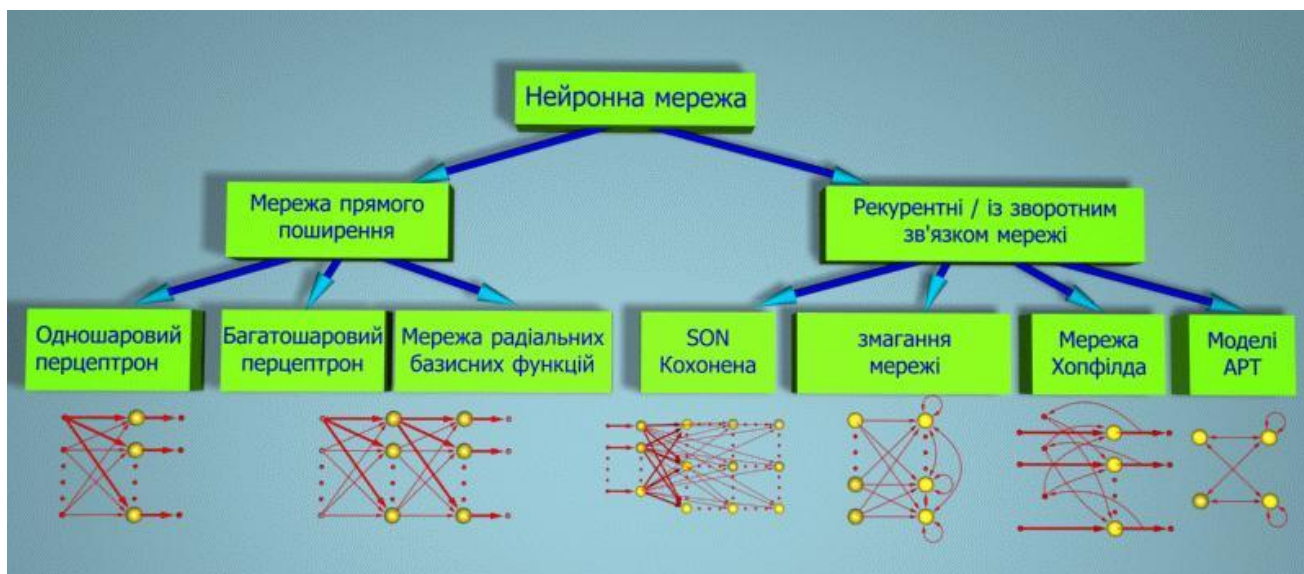 Нейронна мережа
Мережа прямого
поширення
Рекурентні / із зворотним
зв'язком мережі
Одношаровий
перцептрон
Багатошаровий
перцептрон
Мережа радіальних
базисних функцій
SON
Кохонена
змагання
мережі
Мережа
Хопфілда
Моделі
АРТ